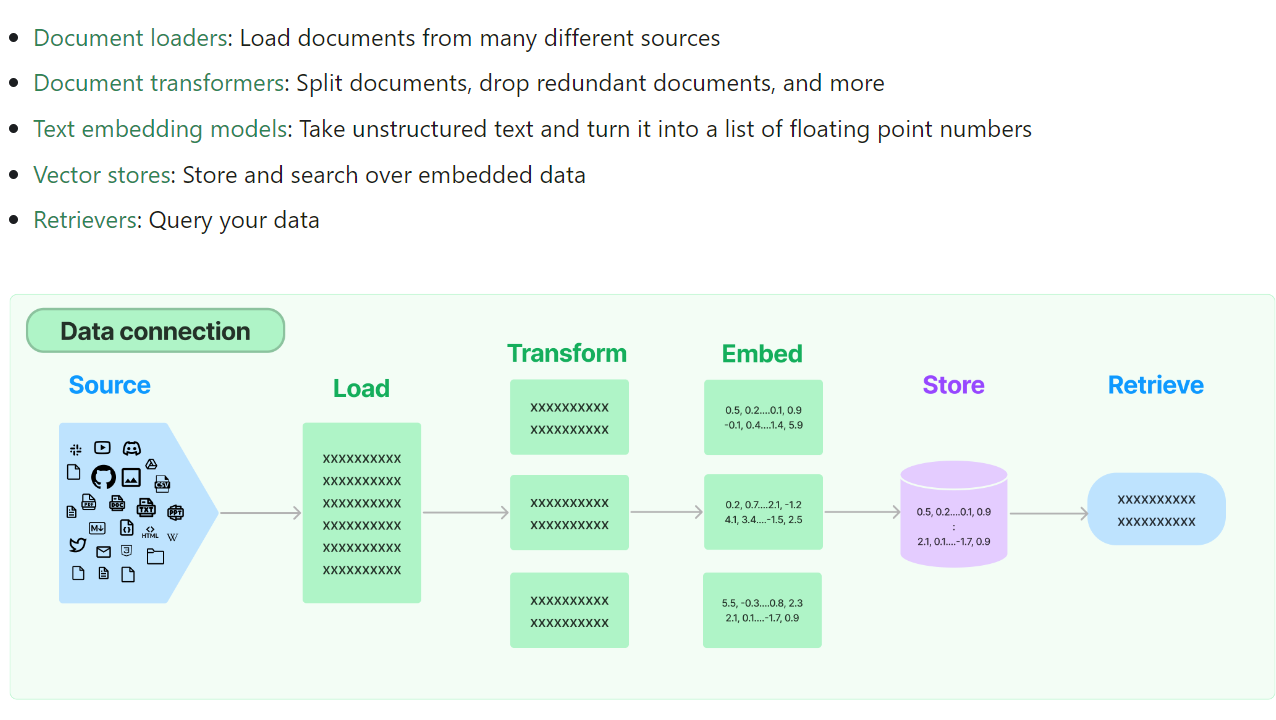 Document loaders: Load documents from many different sources
Document transformers: Split documents, drop redundant documents, and more
Text embedding models: Take unstructured text and turn it into a list of floating point numbers
Vector stores: Store and search over embedded data
Retrievers: Query your data
Data connection
Source
Load
Transform
Embed
Store
Retrieve
CSV
DOC
TXT
PPT
HTML
W
XXXXXXXXXX
XXXXXXXXXX
XXXXXXXXXX
XXXXXXXXXX
XXXXXXXXXX
XXXXXXXXXX
XXXXXXXXXX
XXXXXXXXXX
XXXXXXXXXX
XXXXXXXXXX
XXXXXXXXXX
XXXXXXXXXX
0.5, 0.2....0.1, 0.9
-0.1, 0.4....1.4, 5.9
0.2, 0.7...2.1, -1.2
4.1, 3.4....-1.5, 2.5
5.5, -0.3....0.8, 2.3
2.1, 0.1....-1.7, 0.9
0.5, 0.2....0.1, 0.9
:
2.1, 0.1....-1.7, 0.9
XXXXXXXXXX
XXXXXXXXXX